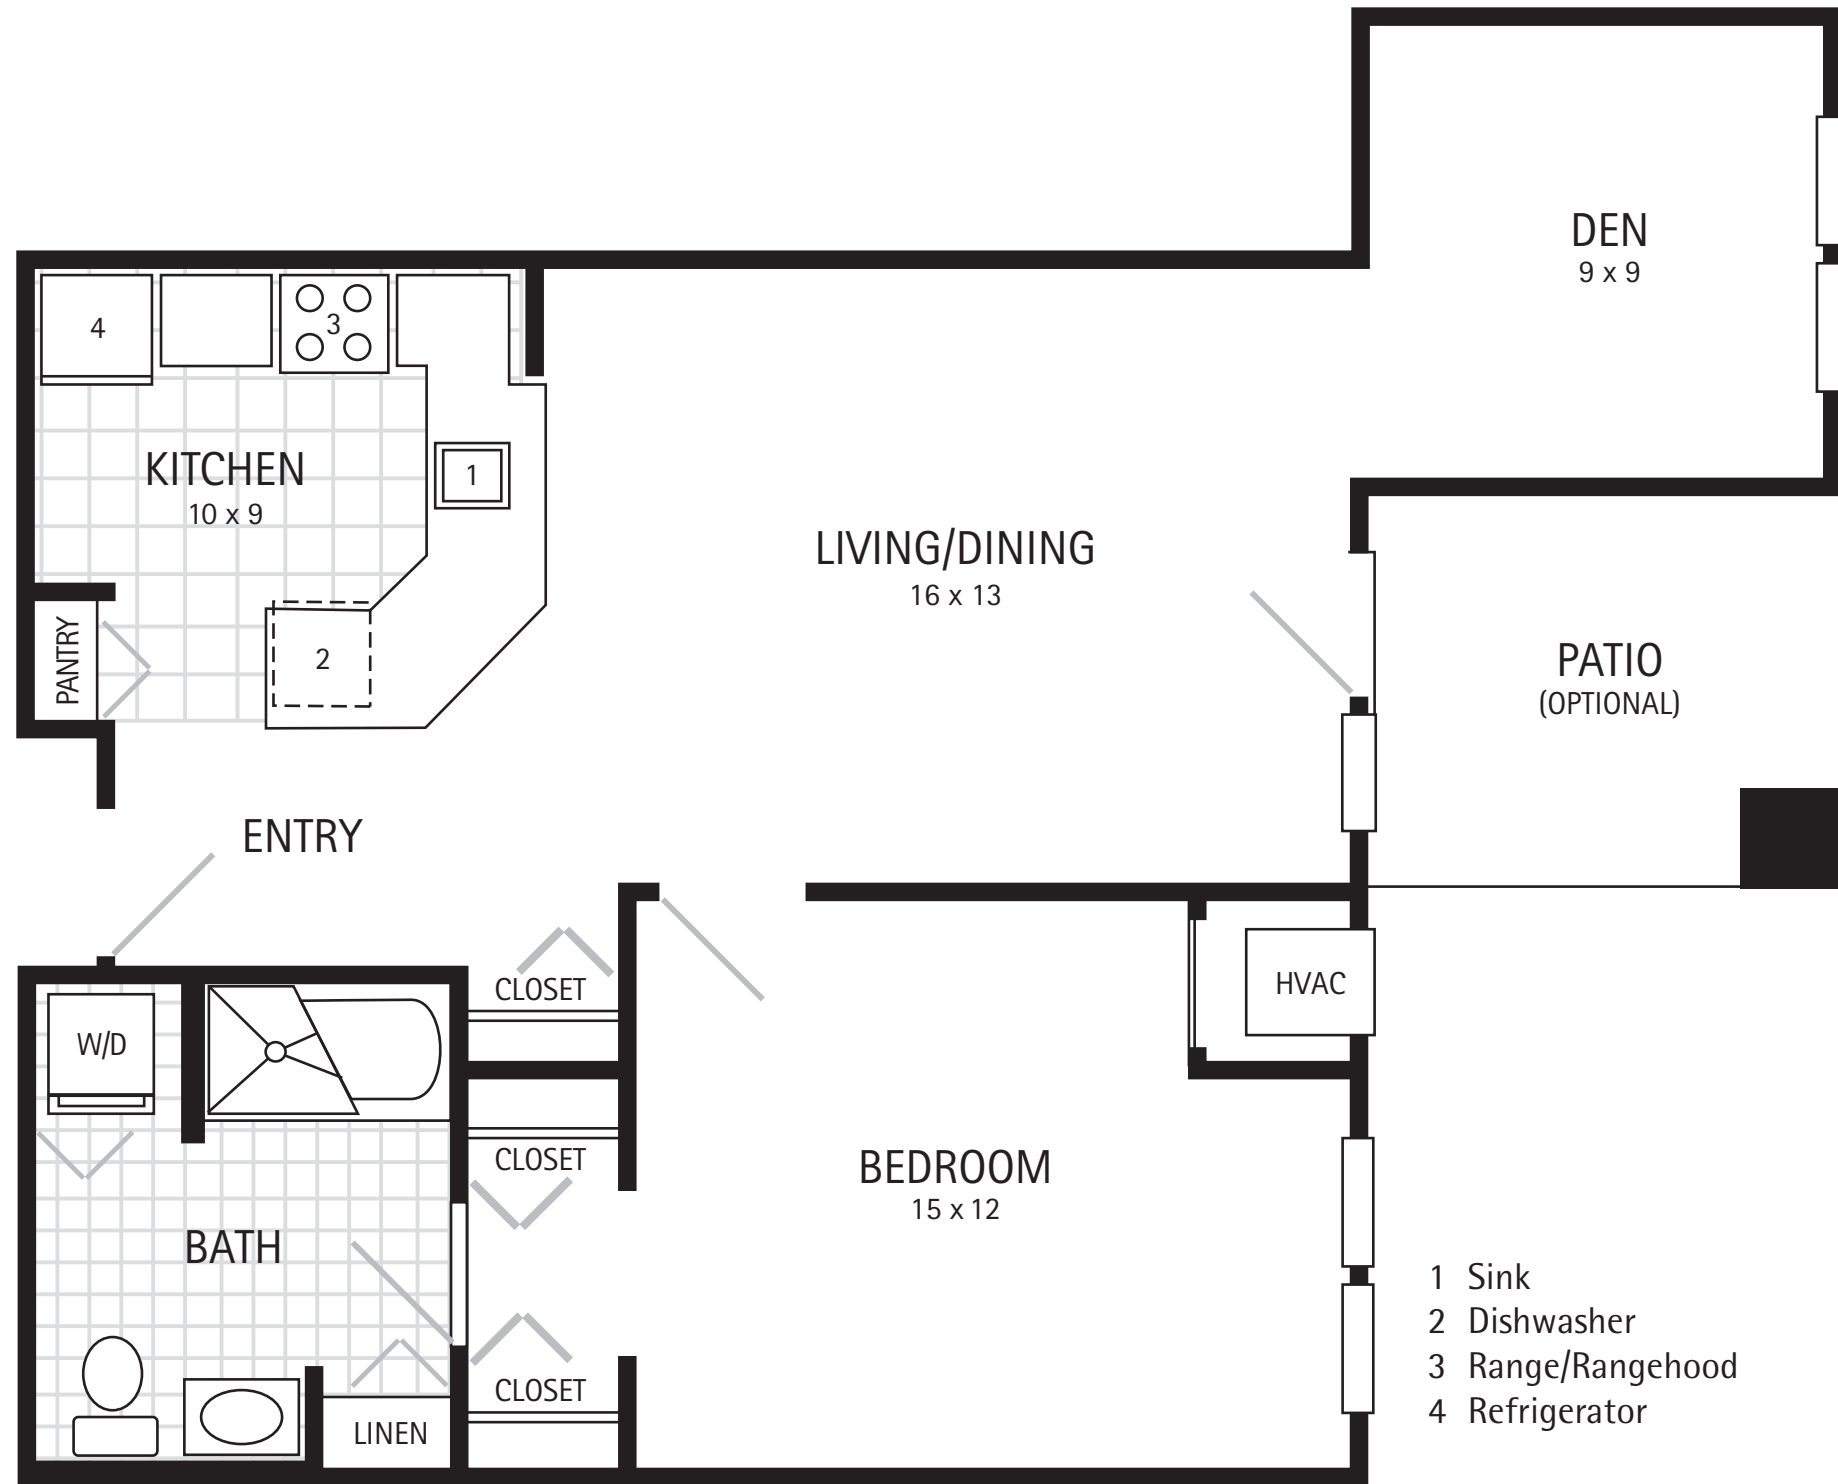 DEN
9 x 9
4
3
KITCHEN
10 x 9
1
LIVING/DINING
16 x 13
PANTRY
2
PATIO
(OPTIONAL)
ENTRY
CLOSET
HVAC
W/D
CLOSET
BEDROOM
15 x 12
BATH
CLOSET
LINEN
1 Sink
2 Dishwasher
3 Range/Rangehood
4 Refrigerator